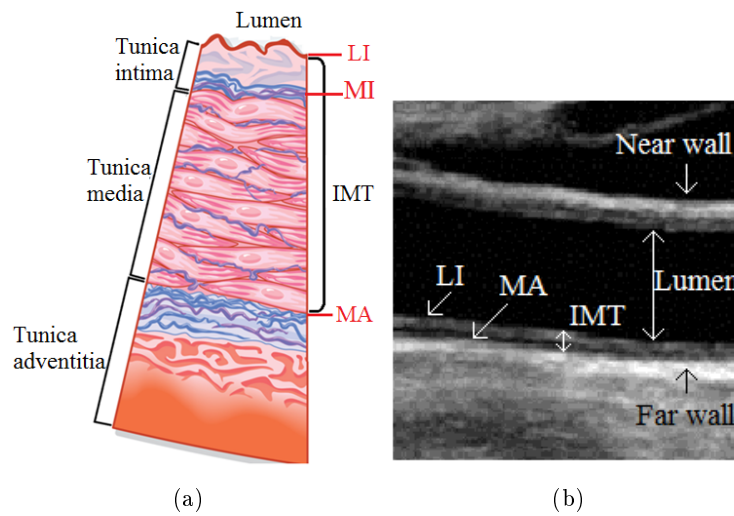 Lumen
Tunica
intima
LI
MI
Tunica
media
IMT
MA
Tunica
adventitia
(a)
Near wall
Lumen
LI
MA
IMT
Far wall
(b)